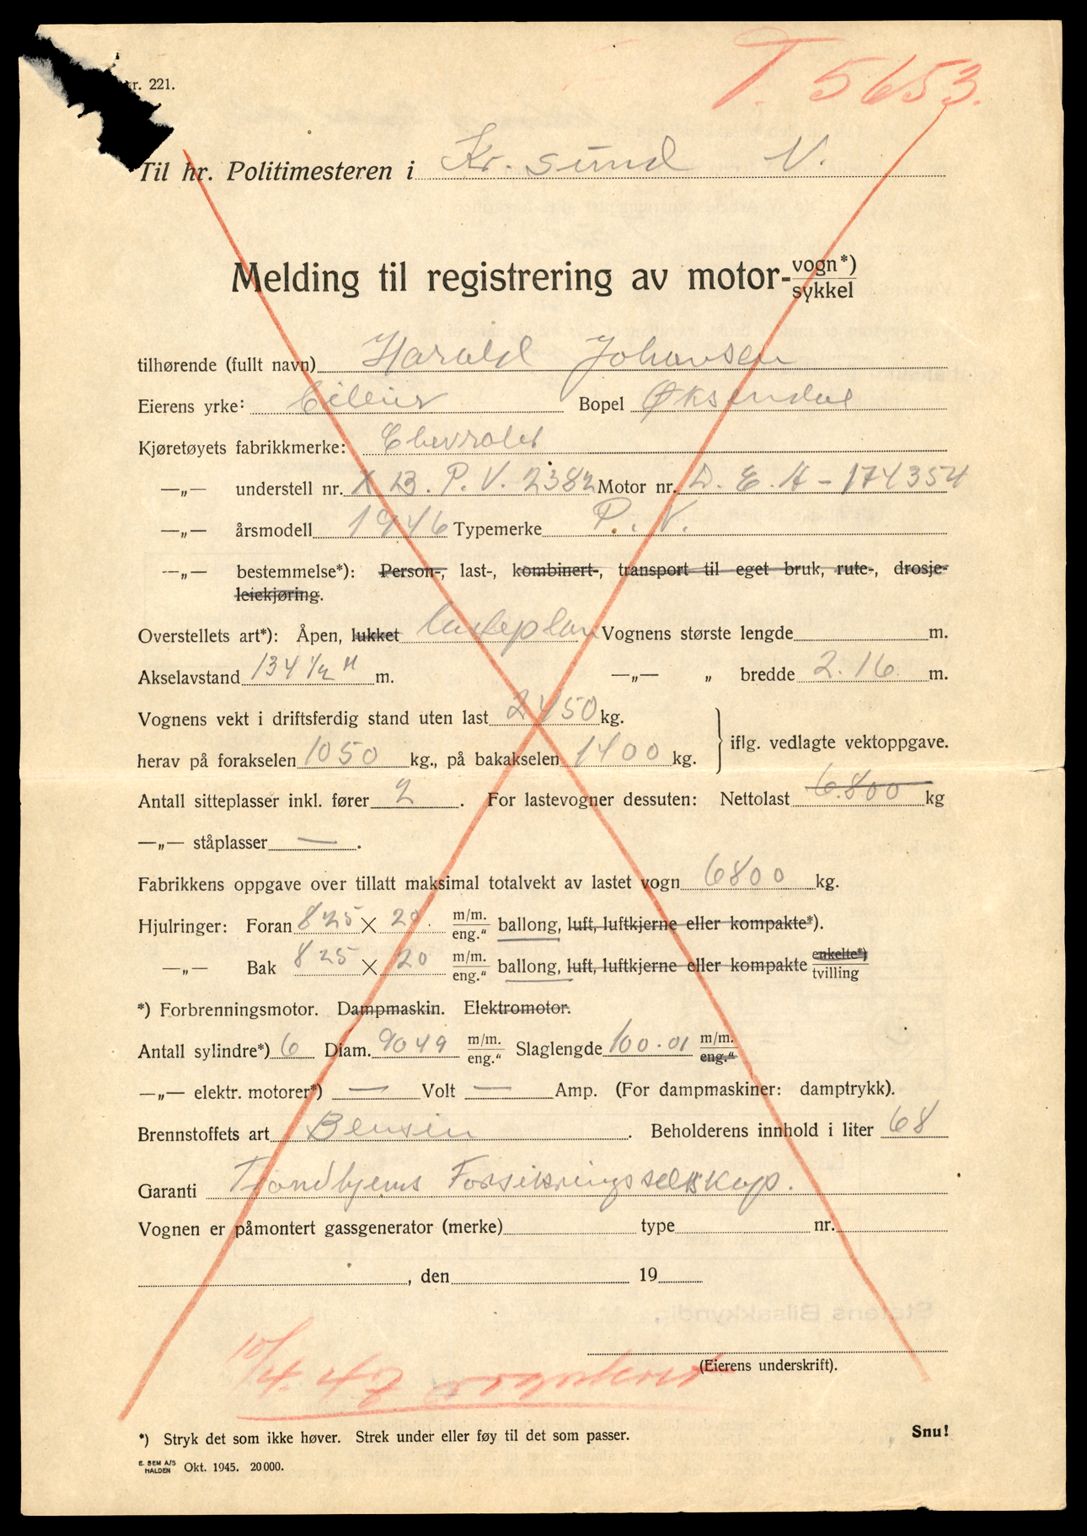 T. 5653.
nr. 221.
Til hr. Politimesteren i Kr. sund N.
Melding til registrering av motor-vogn*)
sykkel
tilhørende (fullt navn) Harald Johansen
Eierens yrke: Bopel Øksendal
Kjøretøyets fabrikkmerke: Chevrolet
—„— understell nr. X B. P. V. 2382 Motor nr. D. E. A - 174354
—„— årsmodell 1946 Typemerke P. V.
—„— bestemmelse*): Person-, last-, kombinert-, transport til eget bruk, rute-, drosje-
leiekjøring.
Overstellets art*): Åpen, lukket lasteplan Vognens største lengde m.
Akselavstand 134 1/2" m. —„— „ bredde 2.16 m.
Vognens vekt i driftsferdig stand uten last 2450 kg.
herav på forakselen 1050 kg., på bakakselen 1400 kg. } iflg. vedlagte vektoppgave.
Antall sitteplasser inkl. fører 2 . For lastevogner dessuten: Nettolast 6.800 kg
—„— ståplasser — .
Fabrikkens oppgave over tillatt maksimal totalvekt av lastet vogn 6800 kg.
Hjulringer: Foran 825 × 20 m/m. eng." ballong, luft, luftkjerne eller kompakte*).
—„— Bak 825 × 20 m/m. eng." ballong, luft, luftkjerne eller kompakte enkelte*) tvilling
*) Forbrenningsmotor. Dampmaskin. Elektromotor.
Antall sylindre*) 6 Diam. 90 49 m/m. eng." Slaglengde 100.01 m/m. eng."
—„— elektr. motorer*) — Volt — Amp. (For dampmaskiner: damptrykk).
Brennstoffets art Bensin . Beholderens innhold i liter 68
Garanti Trondhjems Forsikringsselskap.
Vognen er påmontert gassgenerator (merke) type nr.
, den 19
(Eierens underskrift).
10/4.47
*) Stryk det som ikke høver. Strek under eller føy til det som passer.
Snu!
E. SEM A/S
HALDEN Okt. 1945. 20 000.